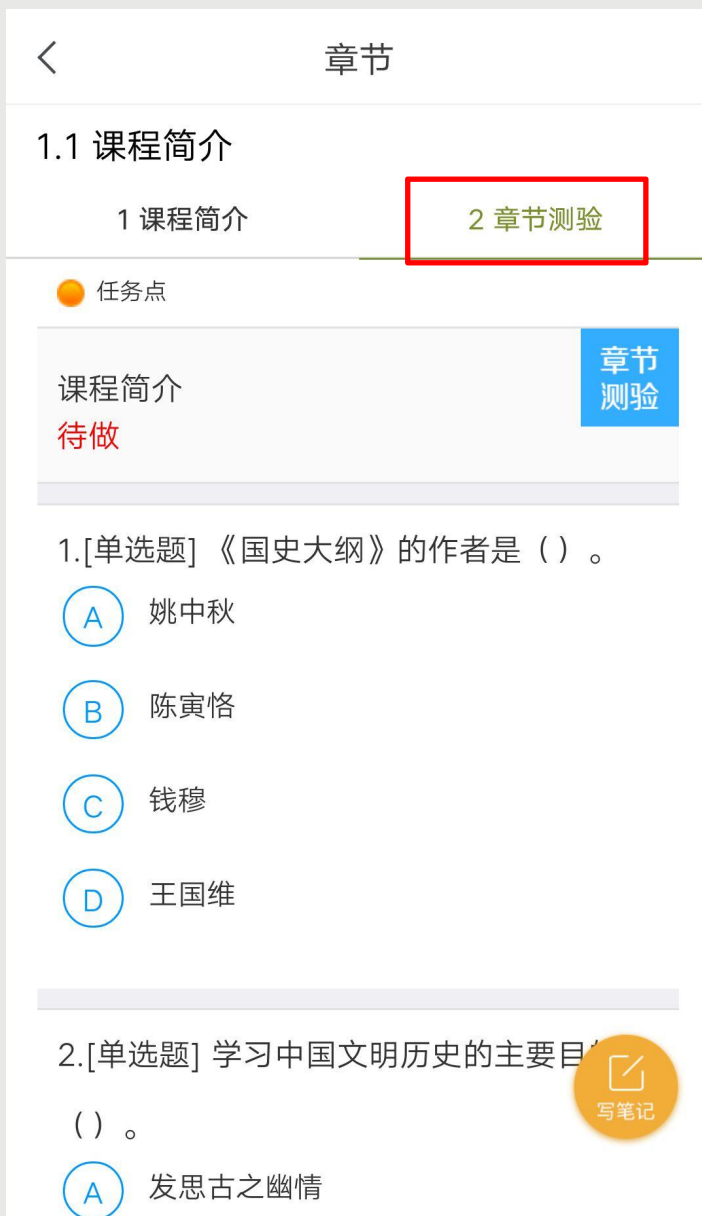 章节
1.1 课程简介
1 课程简介
2 章节测验
任务点
章节
测验
课程简介
待做
1.[单选题] 《国史大纲》的作者是（ ）。
A 姚中秋
B 陈寅恪
C 钱穆
D 王国维
2.[单选题] 学习中国文明历史的主要目
（ ）。
写笔记
A 发思古之幽情